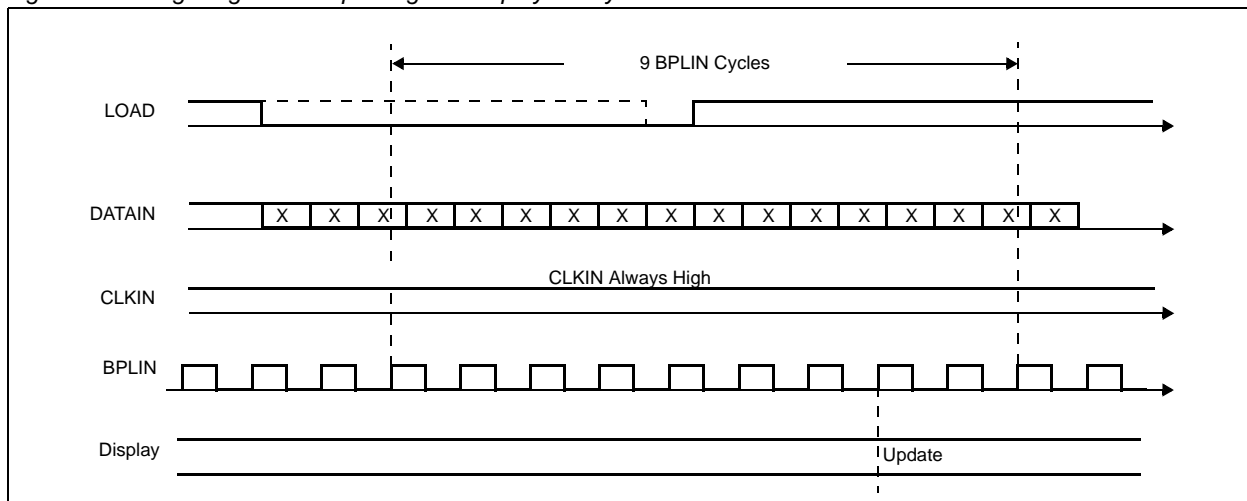 9 BPLIN Cycles
LOAD
DATAIN
X X X X X X X X X X X X X X X X X
CLKIN Always High
CLKIN
BPLIN
Display
Update